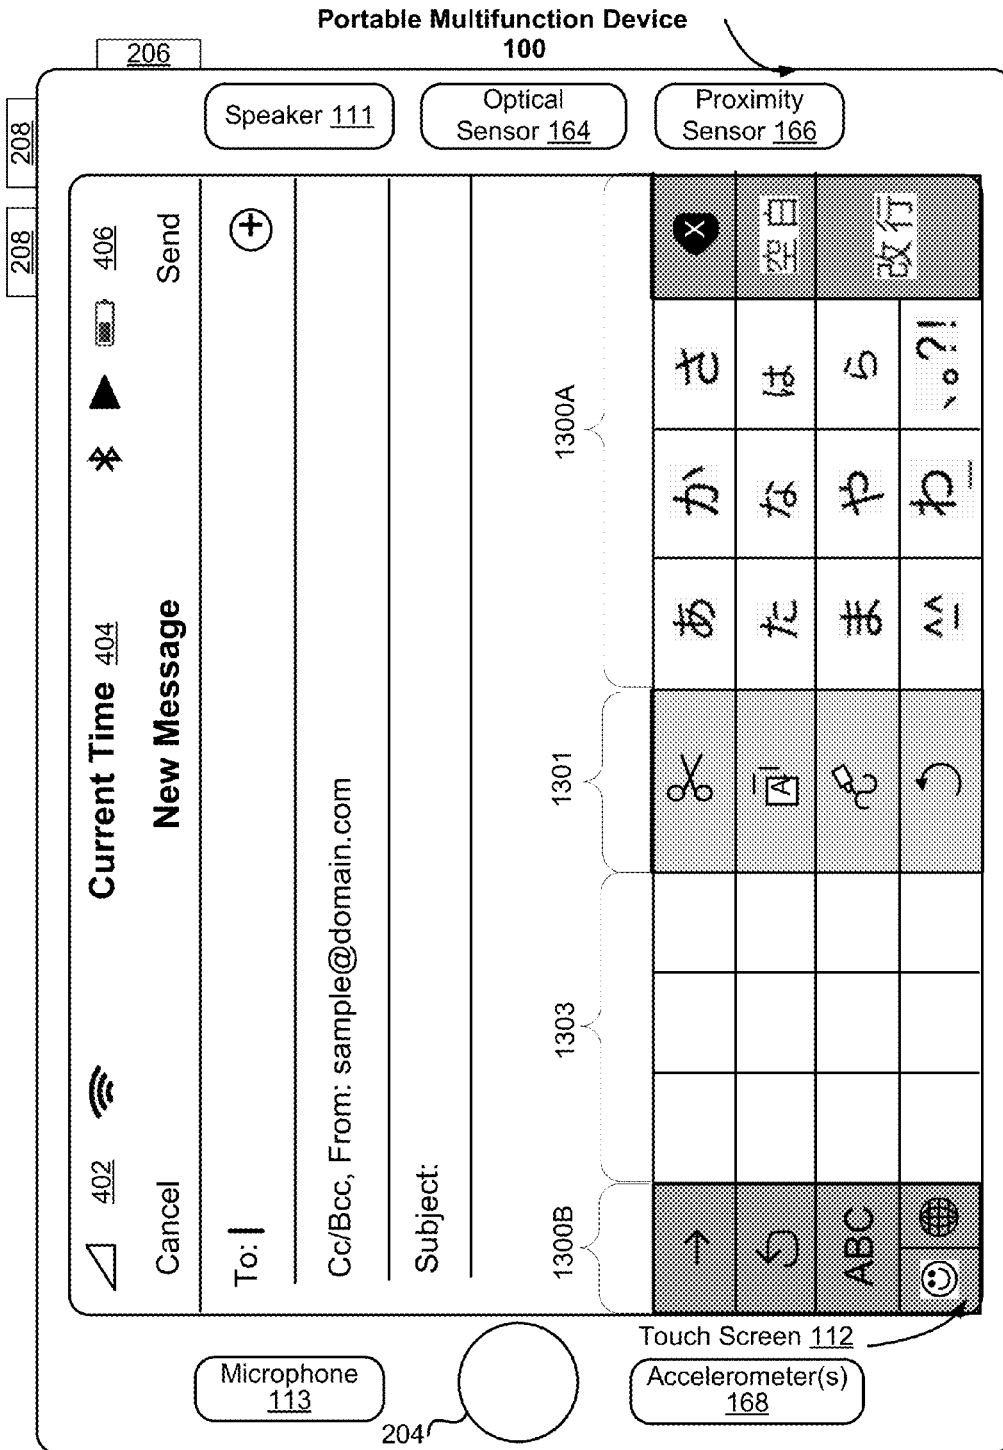 Portable Multifunction Device
100
206
208
208
Speaker 111
Optical
Sensor 164
Proximity
Sensor 166
402
Current Time 404
406
Cancel
New Message
Send
To:
Cc/Bcc, From: sample@domain.com
Subject:
1300B
1303
1301
1300A
→
あ
か
さ
X
A
た
な
は
空白
ABC
ま
や
ら
改行
^_^
わ_
、。?!
Touch Screen 112
Microphone
113
204
Accelerometer(s)
168